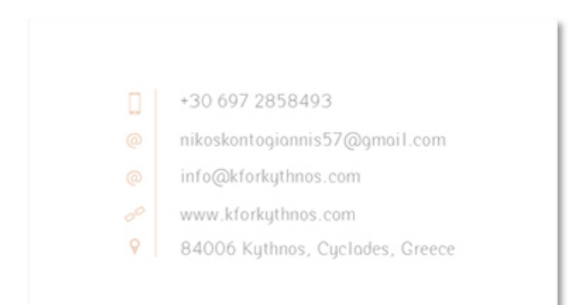 +30 697 2858493
nikoskontogiannis57@gmail.com
info@kforkythnos.com
www.kforkythnos.com
84006 Kythnos, Cyclades, Greece